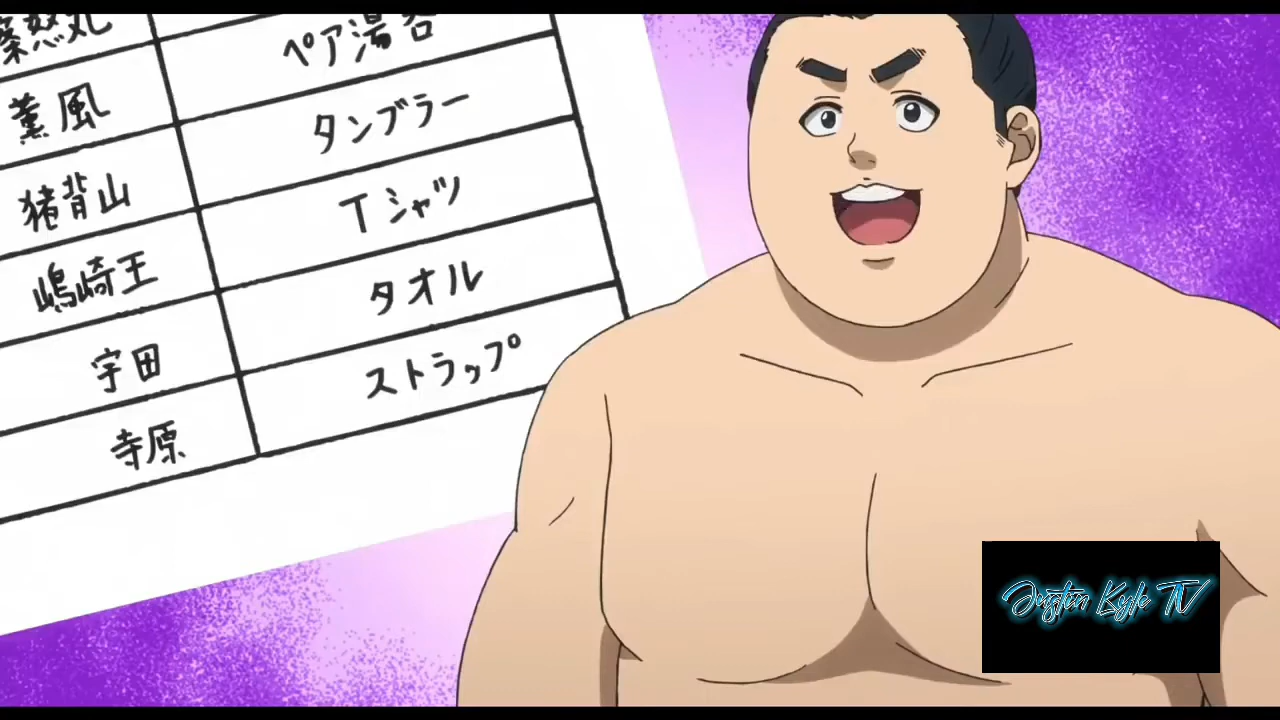 ペア湯呑
薫風
タンブラー
猪背山
Tシャツ
嶋崎王
タオル
宇田
ストラップ
寺原
Justin Kyle TV